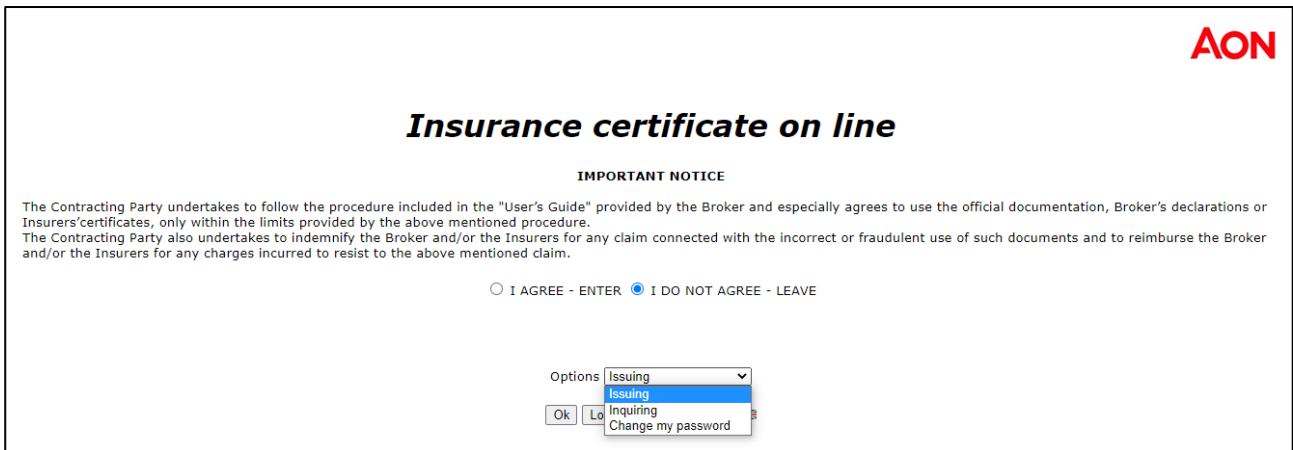 AON
Insurance certificate on line
IMPORTANT NOTICE
The Contracting Party undertakes to follow the procedure included in the "User's Guide" provided by the Broker and especially agrees to use the official documentation, Broker's declarations or
Insurers'certificates, only within the limits provided by the above mentioned procedure.
The Contracting Party also undertakes to indemnify the Broker and/or the Insurers for any claim connected with the incorrect or fraudulent use of such documents and to reimburse the Broker
and/or the Insurers for any charges incurred to resist to the above mentioned claim.
I AGREE - ENTER I DO NOT AGREE - LEAVE
Options Issuing
Issuing
Inquiring
Ok Lo
Change my password